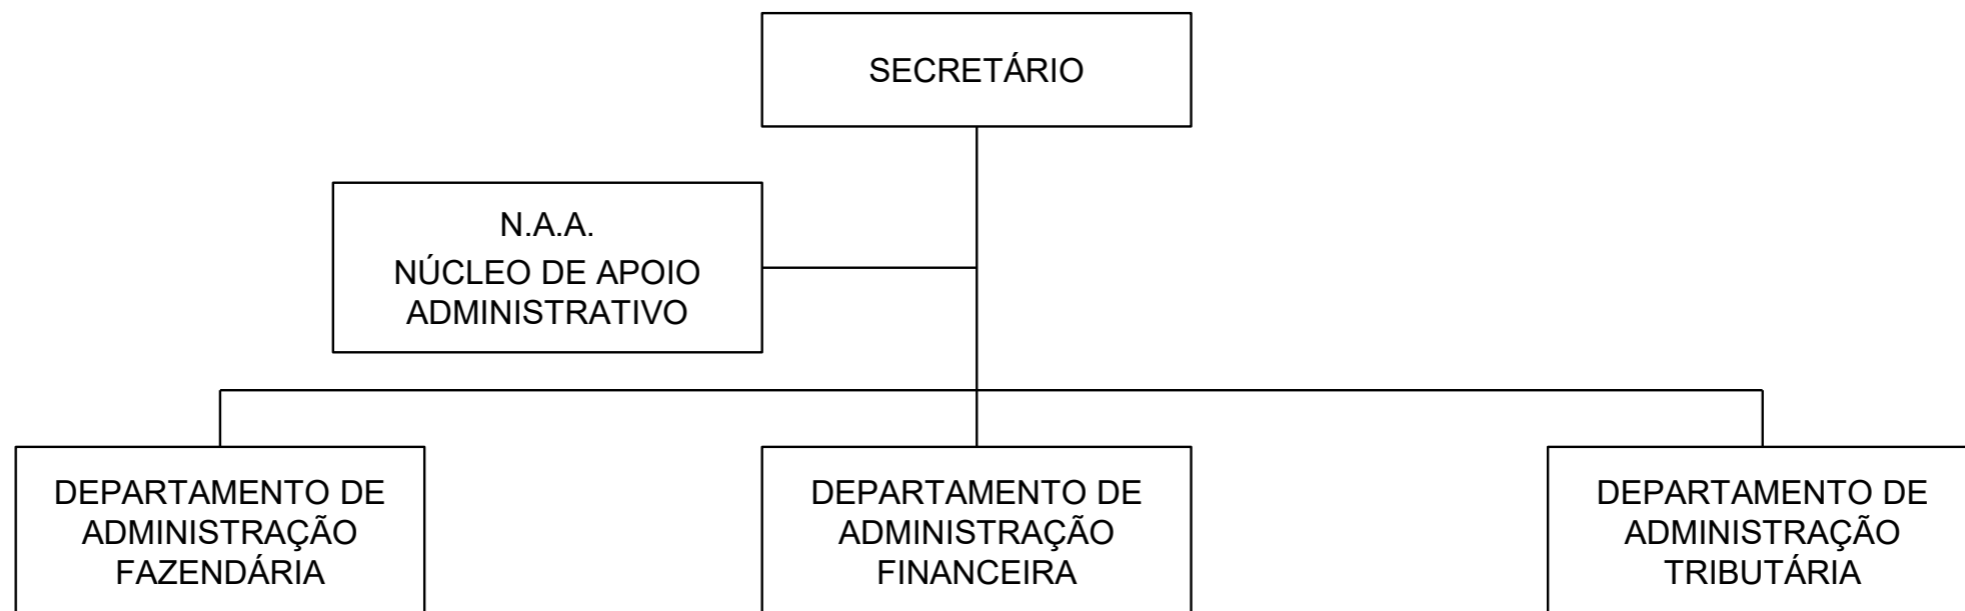 SECRETÁRIO
N.A.A.
NÚCLEO DE APOIO
ADMINISTRATIVO
DEPARTAMENTO DE
ADMINISTRAÇÃO
FAZENDÁRIA
DEPARTAMENTO DE
ADMINISTRAÇÃO
FINANCEIRA
DEPARTAMENTO DE
ADMINISTRAÇÃO
TRIBUTÁRIA